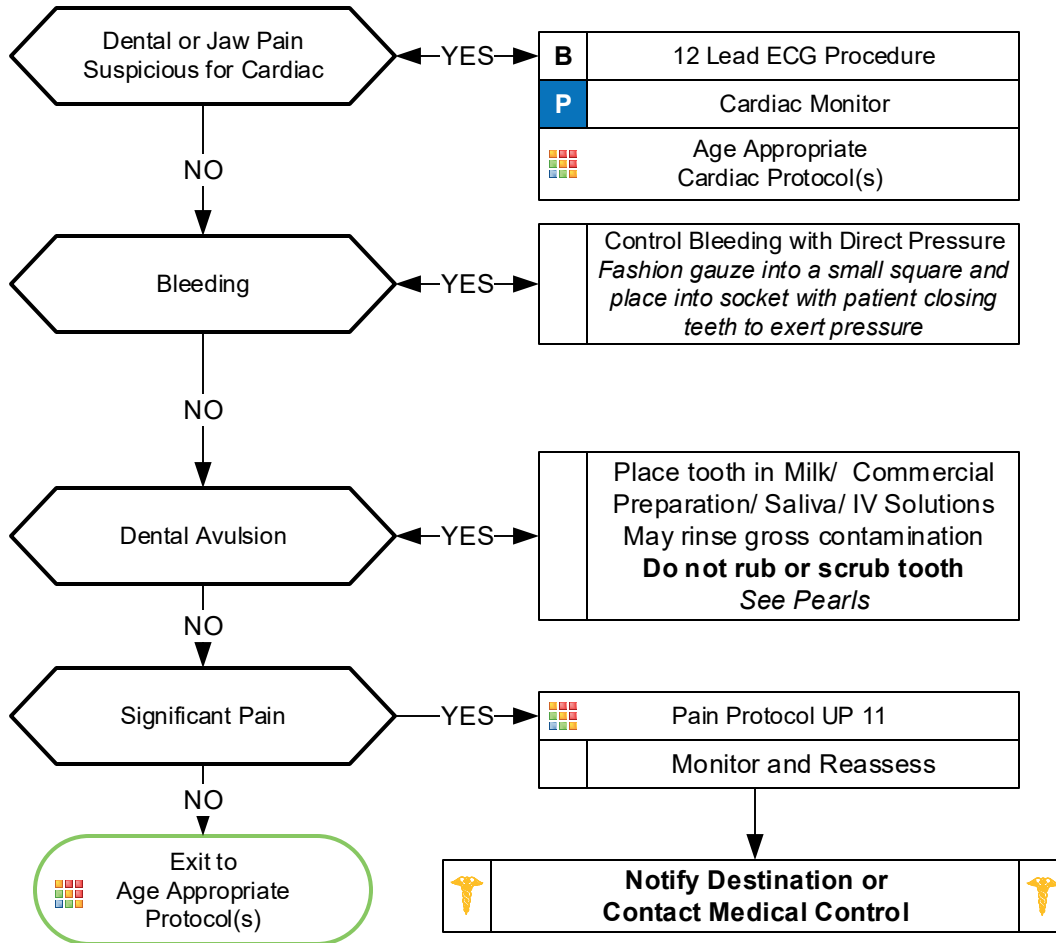 Dental or Jaw Pain
Suspicious for Cardiac
YES
B
12 Lead ECG Procedure
P
Cardiac Monitor
Age Appropriate
Cardiac Protocol(s)
NO
Bleeding
YES
Control Bleeding with Direct Pressure
Fashion gauze into a small square and
place into socket with patient closing
teeth to exert pressure
NO
Dental Avulsion
YES
Place tooth in Milk/ Commercial
Preparation/ Saliva/ IV Solutions
May rinse gross contamination
Do not rub or scrub tooth
See Pearls
NO
Significant Pain
YES
Pain Protocol UP 11
Monitor and Reassess
NO
Exit to
Age Appropriate
Protocol(s)
Notify Destination or
Contact Medical Control